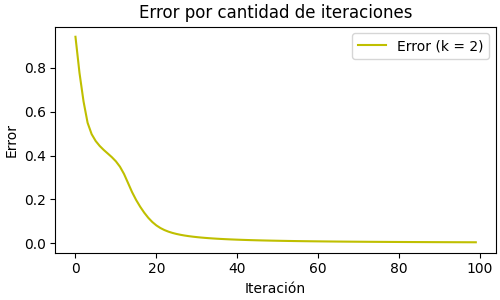 Error por cantidad de iteraciones
Error (k = 2)
Error
0.8
0.6
0.4
0.2
0.0
0 20 40 60 80 100
Iteración